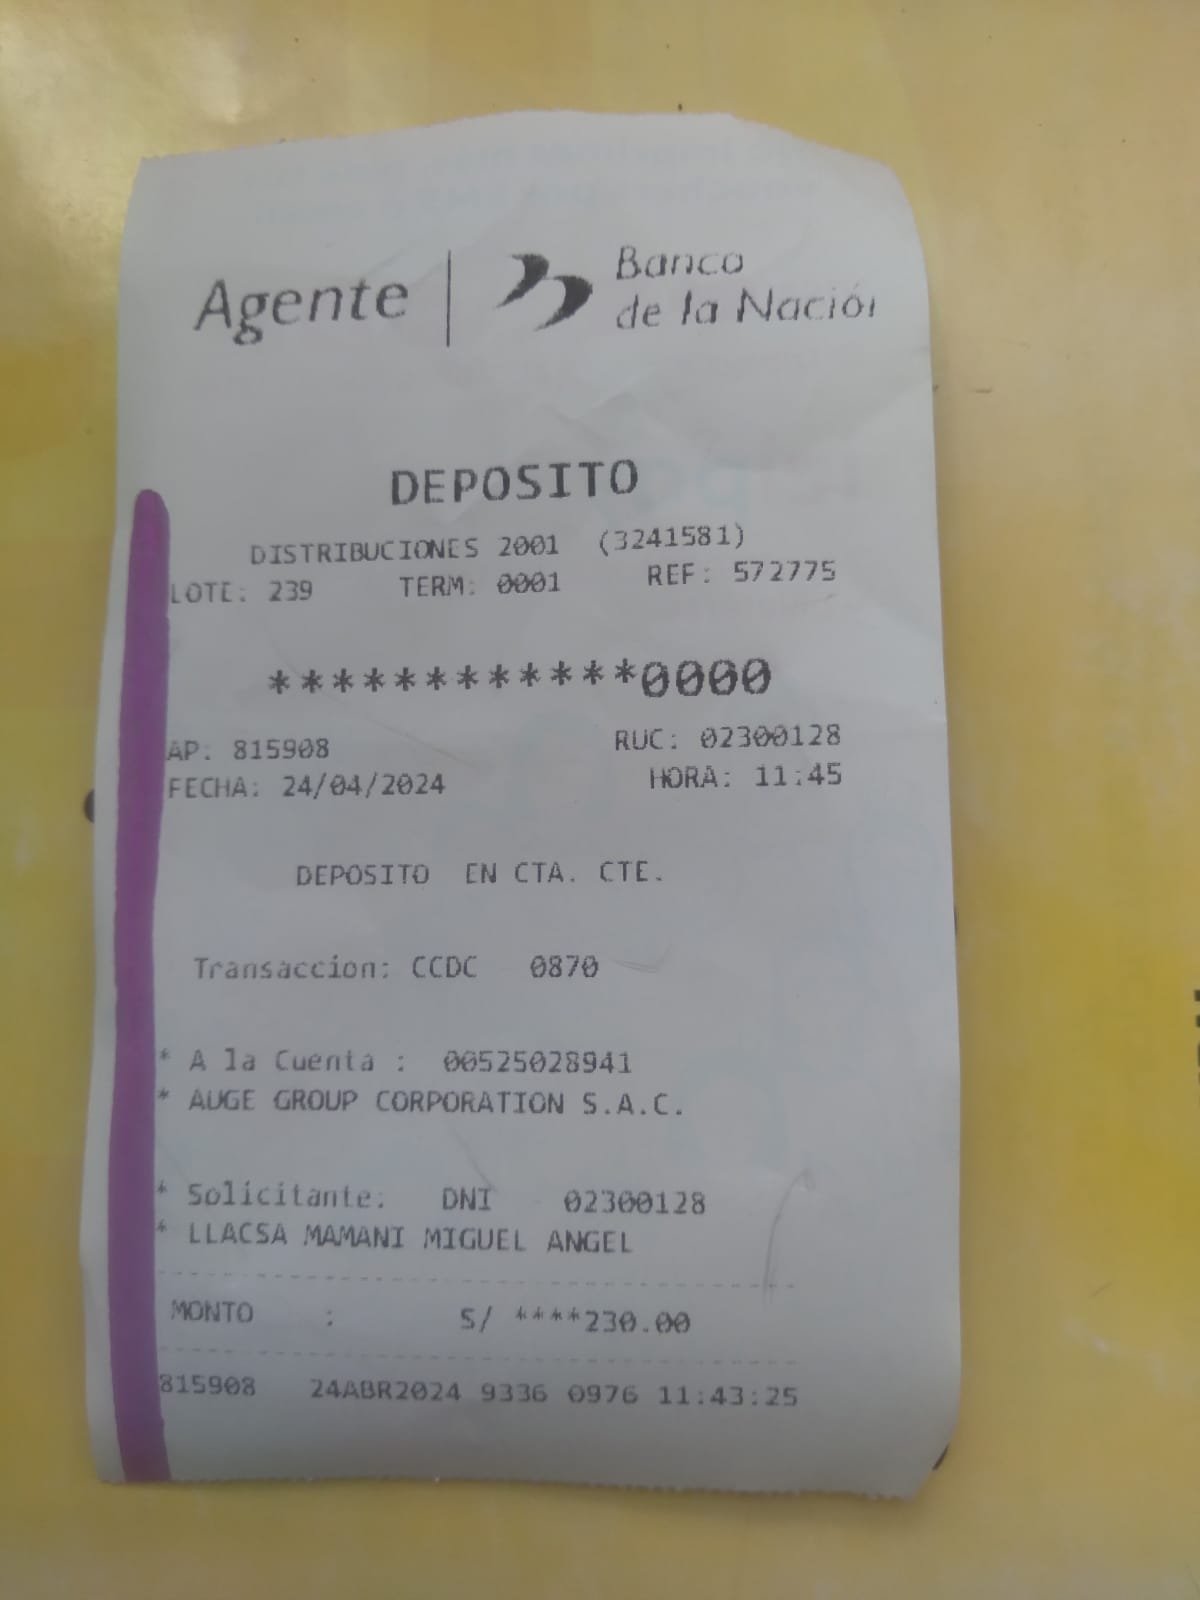 Agente | Banco
de la Nación
DEPOSITO
DISTRIBUCIONES 2001 (3241581)
LOTE: 239 TERM: 0001 REF: 572775
************0000
AP: 815908 RUC: 02300128
FECHA: 24/04/2024 HORA: 11:45
DEPOSITO EN CTA. CTE.
Transaccion: CCDC 0870
* A la Cuenta : 00525028941
* AUGE GROUP CORPORATION S.A.C.
* Solicitante: DNI 02300128
* LLACSA MAMANI MIGUEL ANGEL
MONTO : S/ ****230.00
815908 24ABR2024 9336 0976 11:43:25